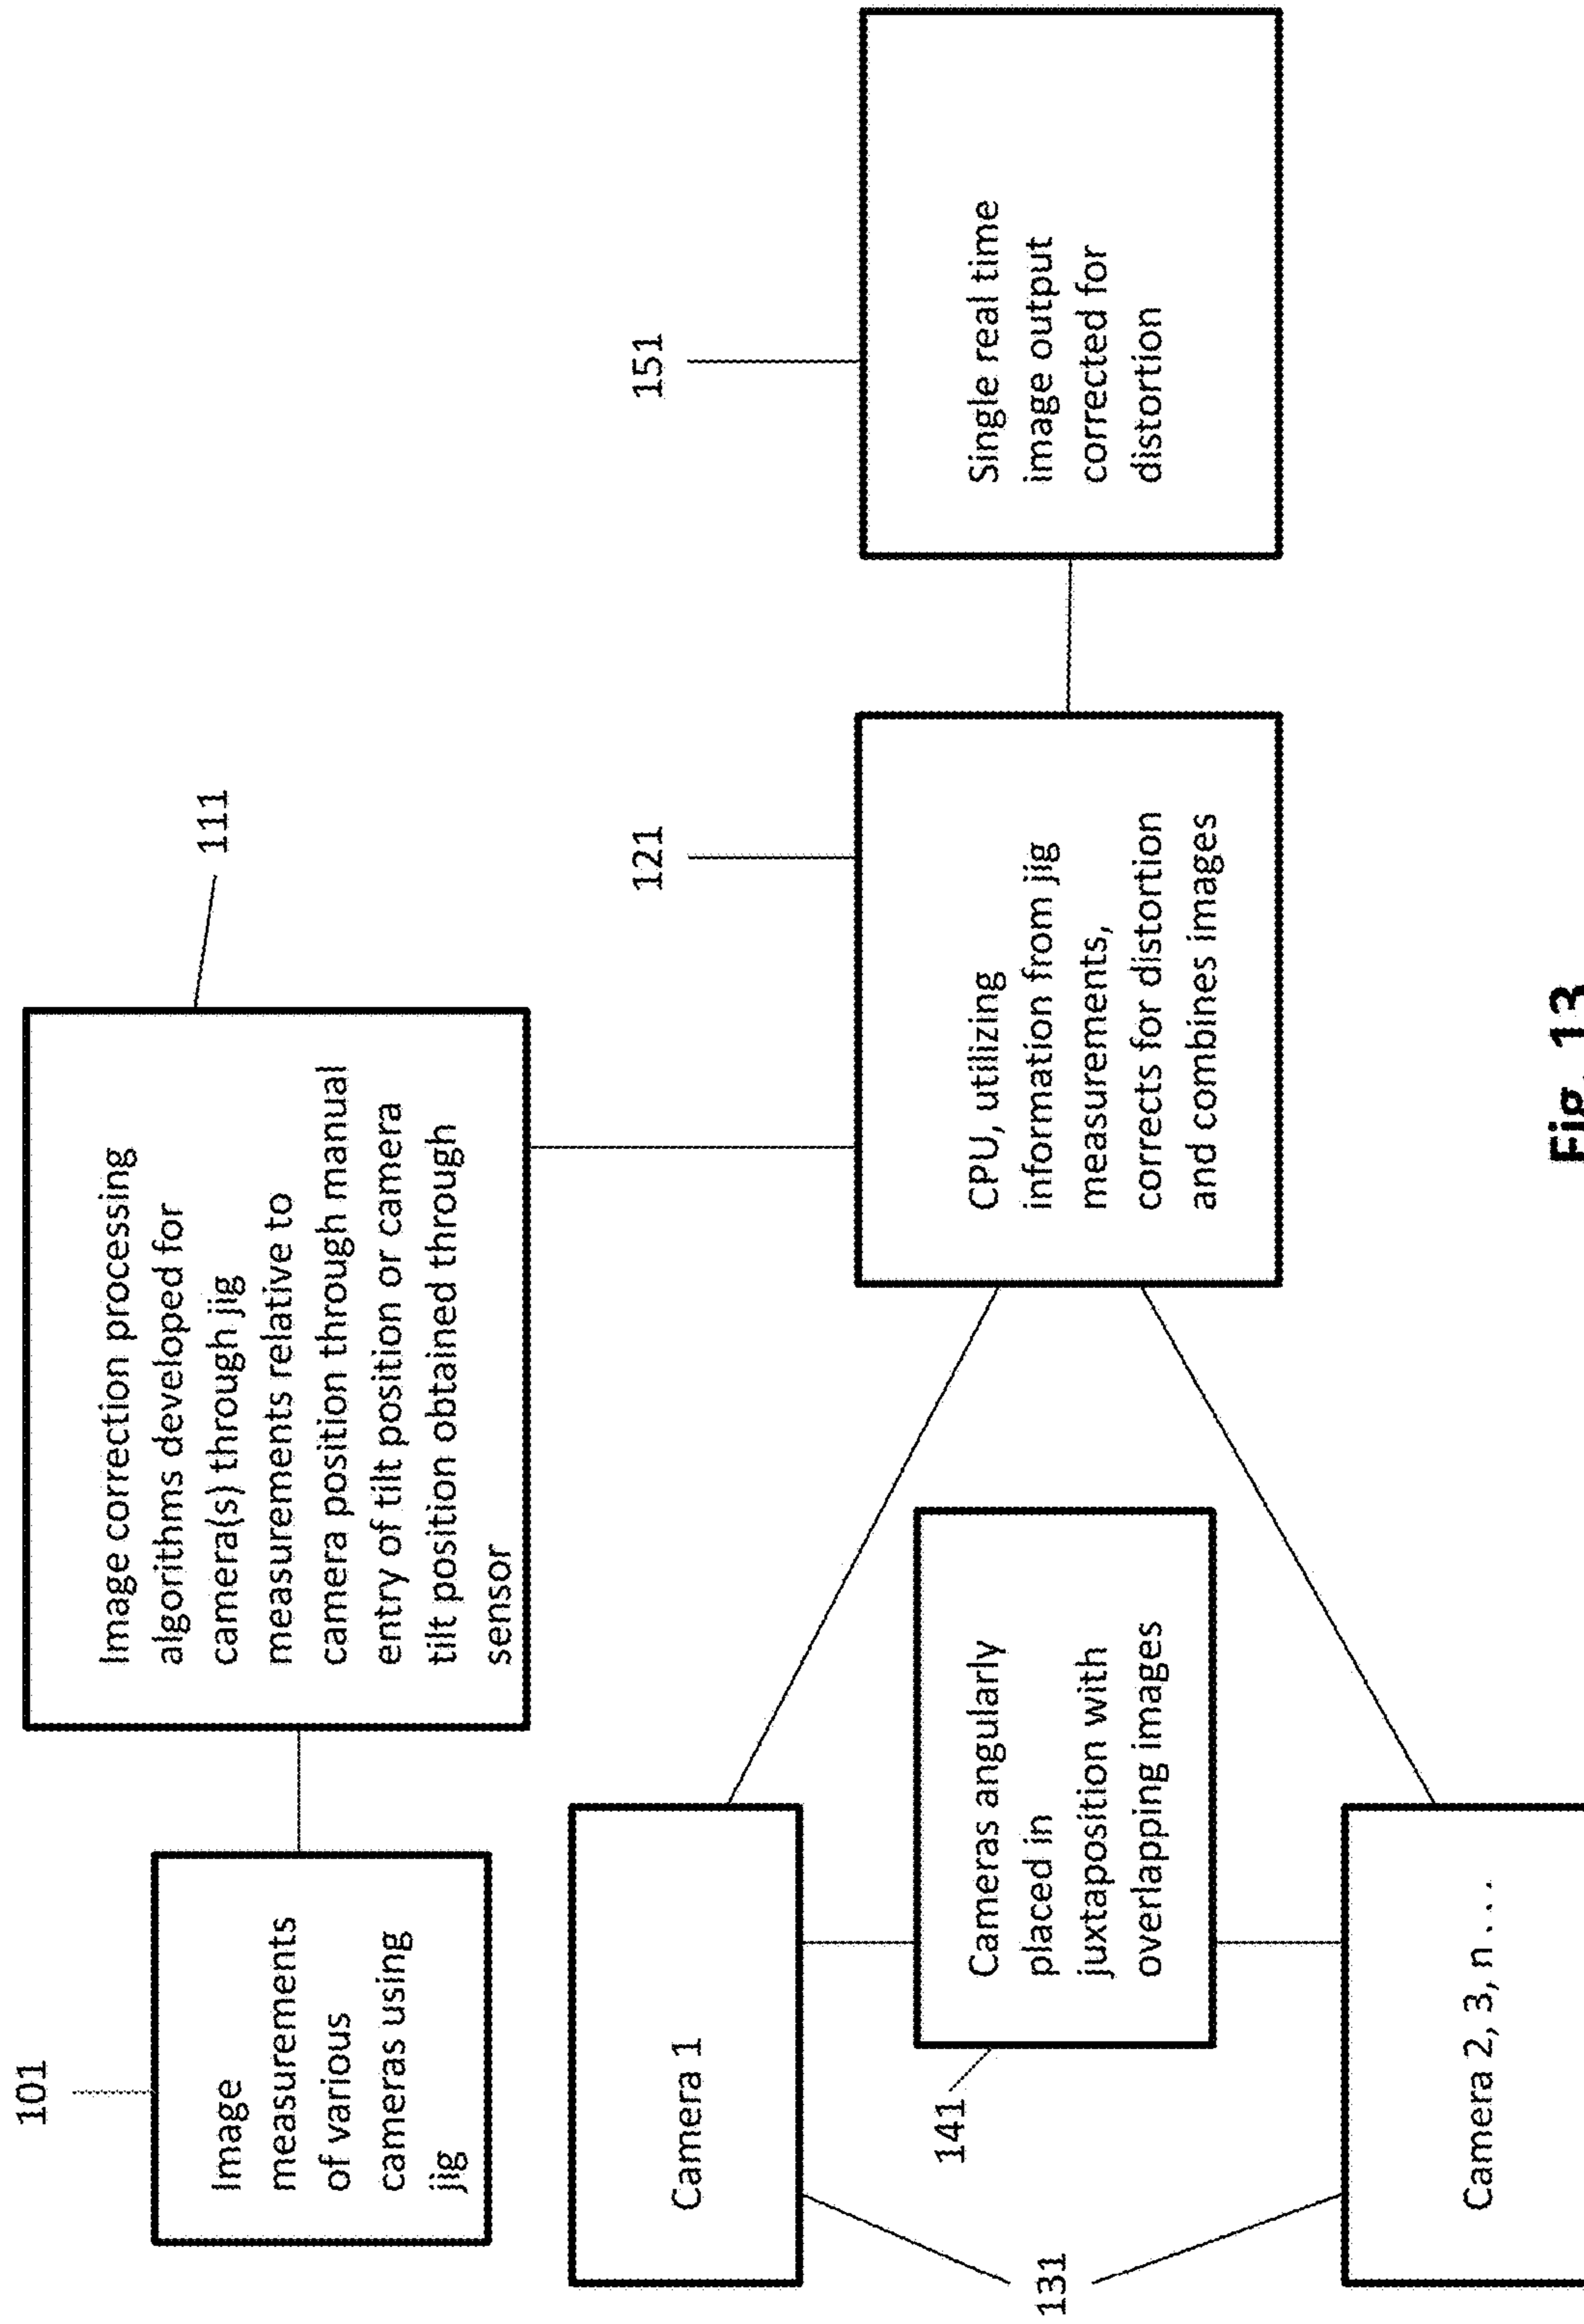 101
Image
measurements
of various
cameras using
jig
111
Image correction processing
algorithms developed for
camera(s) through jig
measurements relative to
camera position through manual
entry of tilt position or camera
tilt position obtained through
sensor
131
Camera 1
141
Cameras angularly
placed in
juxtaposition with
overlapping images
Camera 2, 3, n . . .
121
CPU, utilizing
information from jig
measurements,
corrects for distortion
and combines images
151
Single real time
image output
corrected for
distortion
Fig. 13